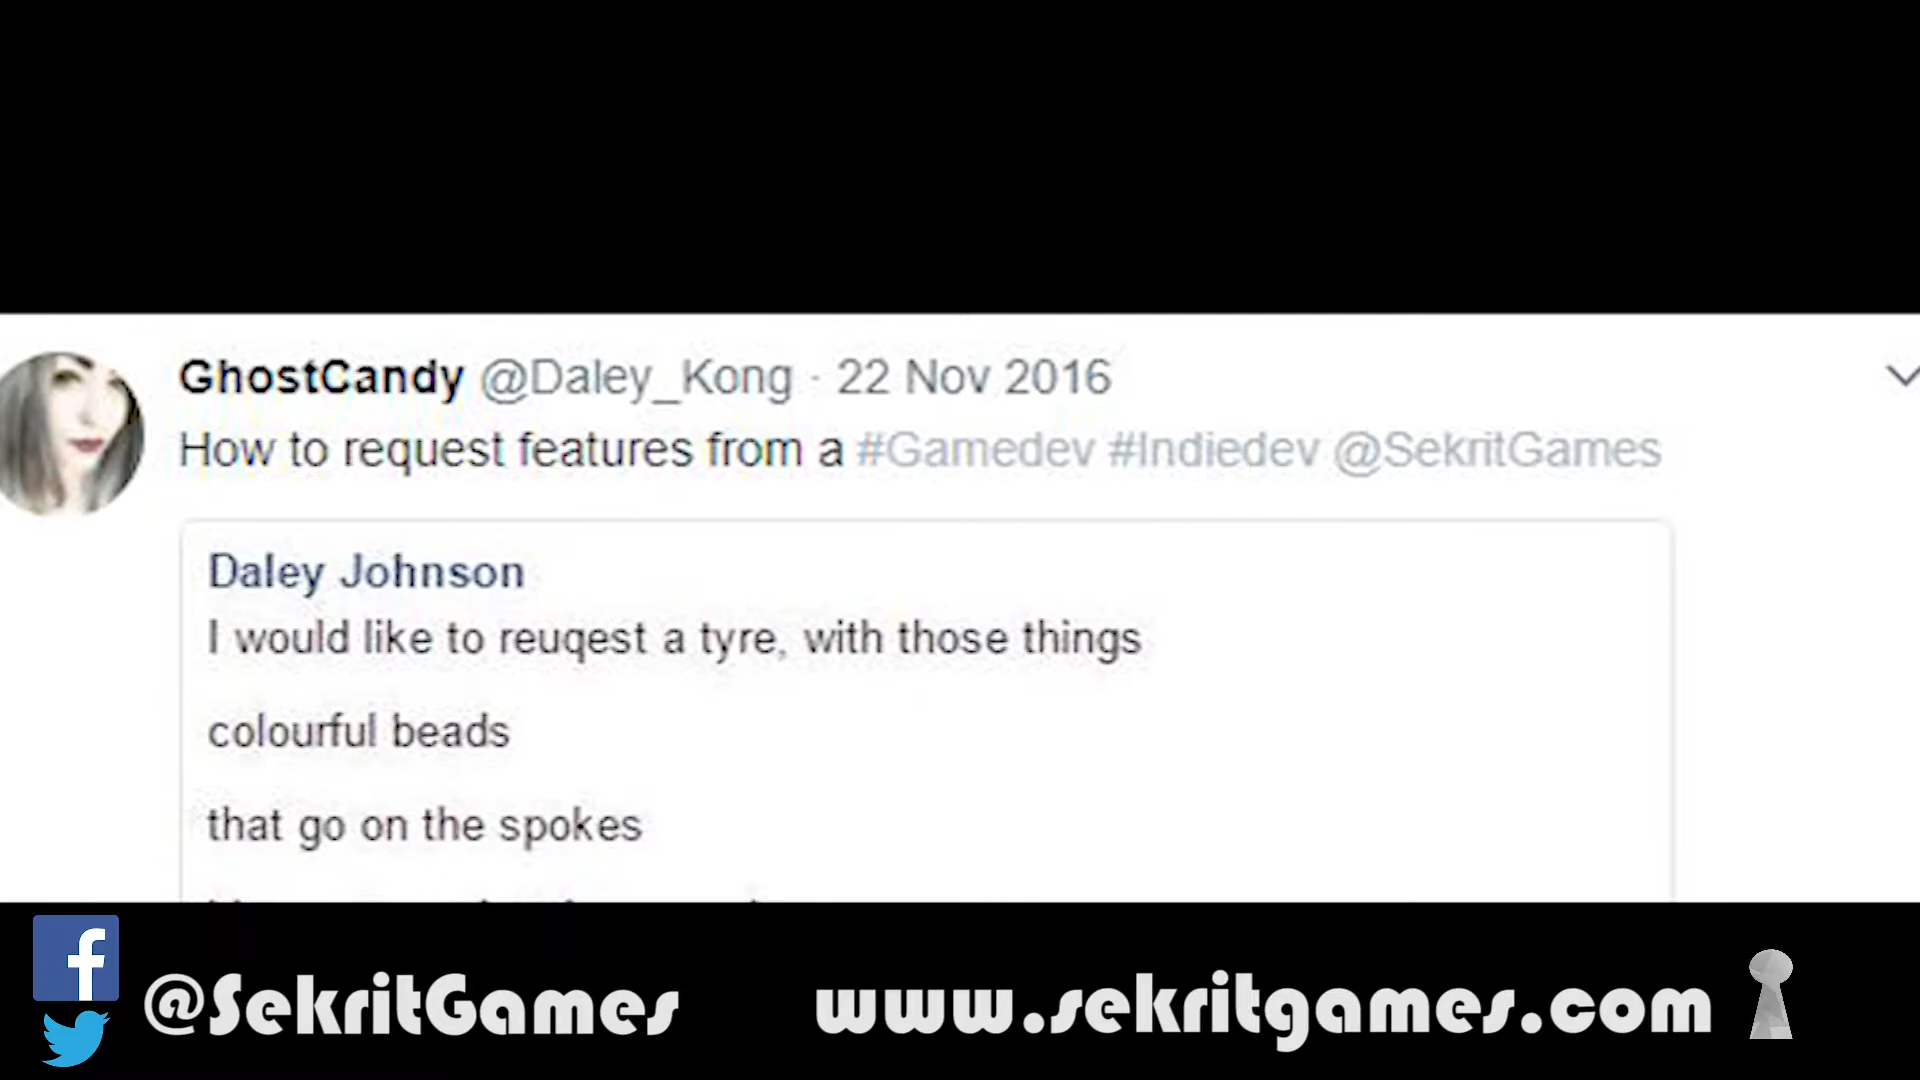 GhostCandy @Daley_Kong · 22 Nov 2016
How to request features from a #Gamedev #Indiedev @SekritGames
Daley Johnson
I would like to reuqest a tyre, with those things
colourful beads
that go on the spokes
@SekritGames www.sekritgames.com